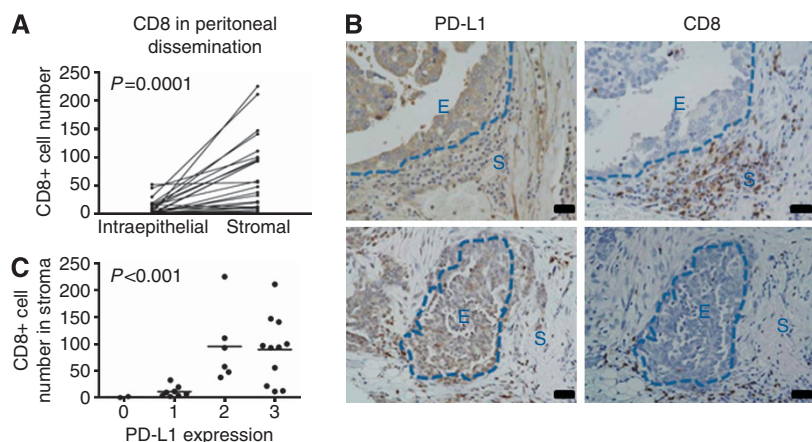 A
CD8 in peritoneal
dissemination
CD8+ cell number
250
200
150
100
50
0
P=0.0001
Intraepithelial
Stromal
B
PD-L1
CD8
E
S
E
S
E
S
E
S
C
CD8+ cell
number in stroma
250
200
150
100
50
0
P<0.001
0
1
2
3
PD-L1 expression